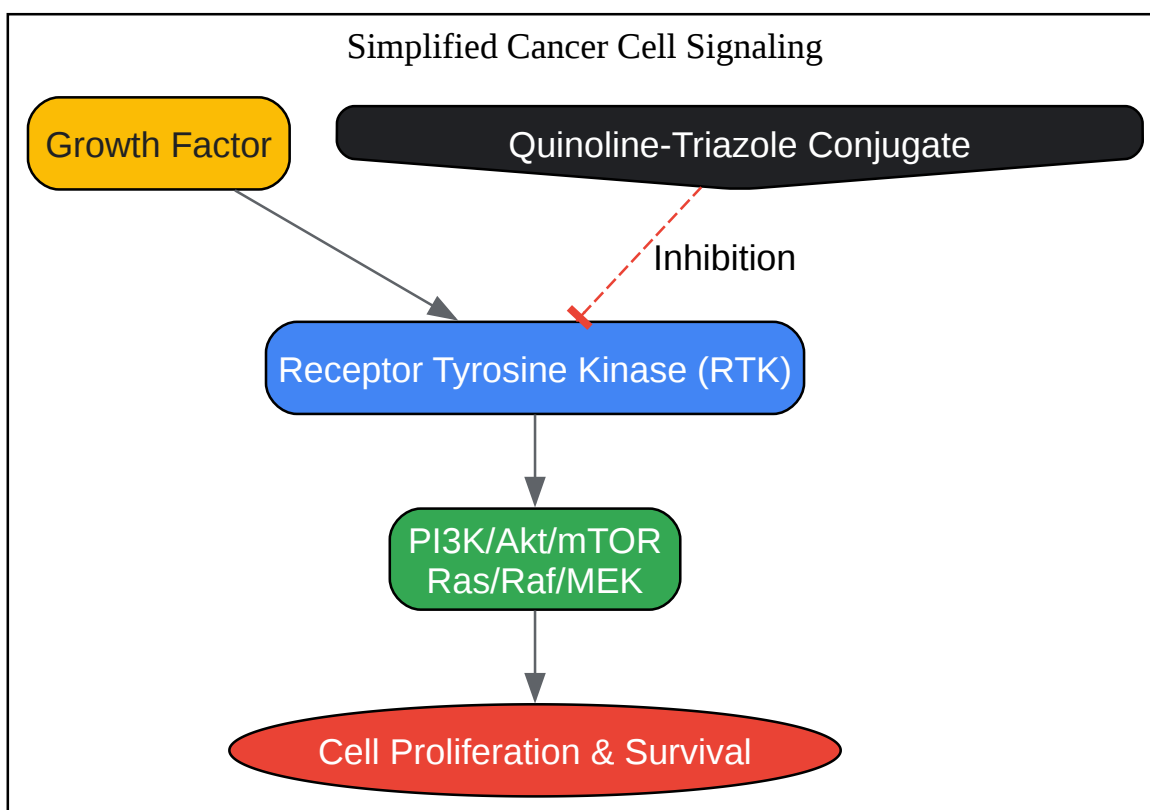 Simplified Cancer Cell Signaling
Growth Factor
Quinoline-Triazole Conjugate
Inhibition
Receptor Tyrosine Kinase (RTK)
PI3K/Akt/mTOR
Ras/Raf/MEK
Cell Proliferation & Survival